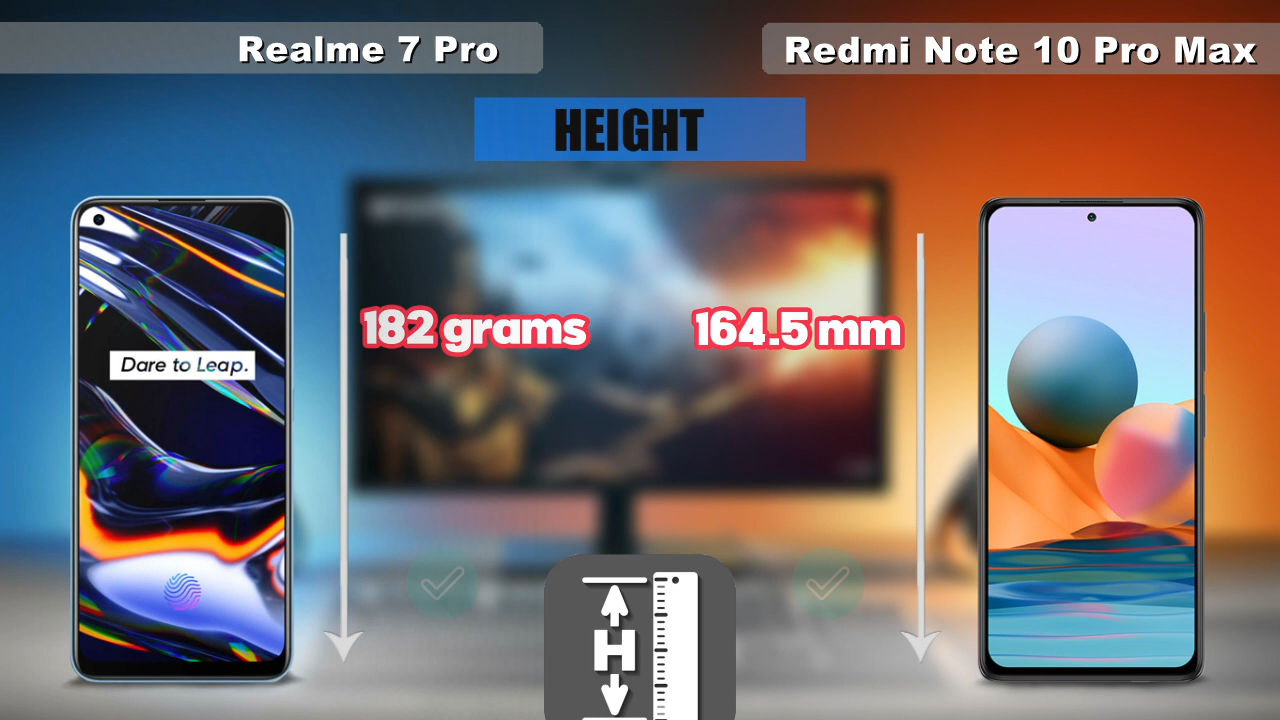 Realme 7 Pro
Redmi Note 10 Pro Max
HEIGHT
182 grams
164.5 mm
Dare to Leap.
H